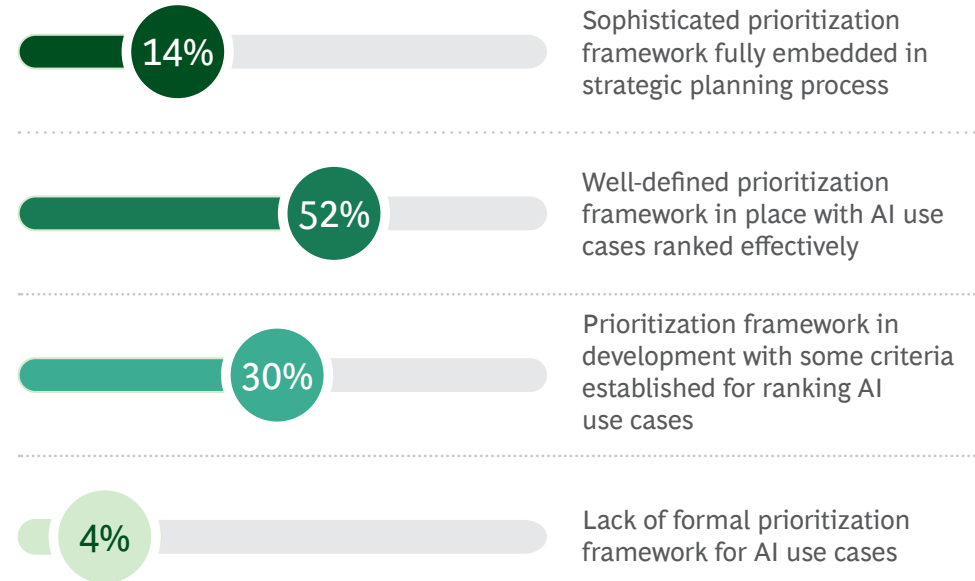 14%
Sophisticated prioritization
framework fully embedded in
strategic planning process
52%
Well-defined prioritization
framework in place with AI use
cases ranked effectively
30%
Prioritization framework in
development with some criteria
established for ranking AI
use cases
4%
Lack of formal prioritization
framework for AI use cases